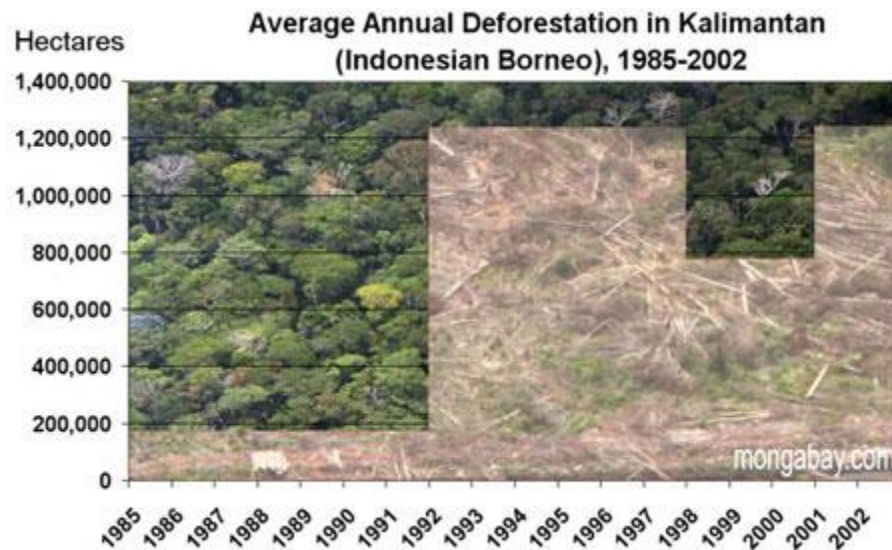 Average Annual Deforestation in Kalimantan
(Indonesian Borneo), 1985-2002
Hectares
1,400,000
1,200,000
1,000,000
800,000
600,000
400,000
200,000
0
mongabay.com
1985 1986 1987 1988 1989 1990 1991 1992 1993 1994 1995 1996 1997 1998 1999 2000 2001 2002